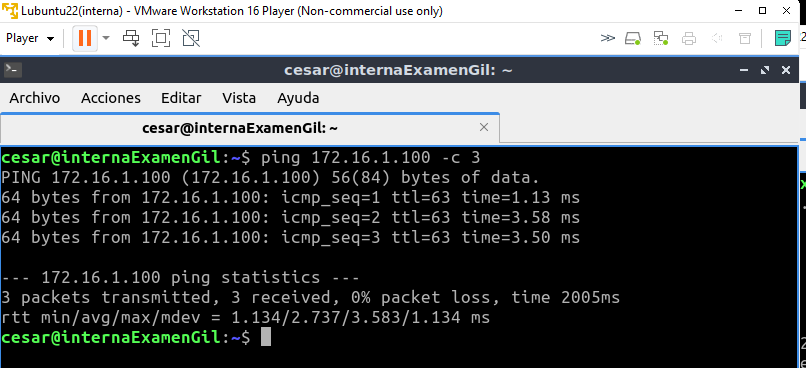 Lubuntu22(interna) - VMware Workstation 16 Player (Non-commercial use only)
Player
cesar@internaExamenGil: ~
Archivo Acciones Editar Vista Ayuda
cesar@internaExamenGil: ~
cesar@internaExamenGil:~$ ping 172.16.1.100 -c 3
PING 172.16.1.100 (172.16.1.100) 56(84) bytes of data.
64 bytes from 172.16.1.100: icmp_seq=1 ttl=63 time=1.13 ms
64 bytes from 172.16.1.100: icmp_seq=2 ttl=63 time=3.58 ms
64 bytes from 172.16.1.100: icmp_seq=3 ttl=63 time=3.50 ms
--- 172.16.1.100 ping statistics ---
3 packets transmitted, 3 received, 0% packet loss, time 2005ms
rtt min/avg/max/mdev = 1.134/2.737/3.583/1.134 ms
cesar@internaExamenGil:~$